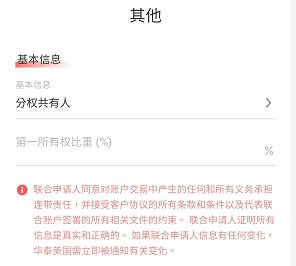 其他
基本信息
基本信息
分权共有人
第一所有权比重 (%)
%
联合申请人同意对账户交易中产生的任何和所有义务承担
连带责任，并接受客户协议的所有条款和条件以及代表联
合账户签署的所有相关文件的约束。 联合申请人证明所有
信息是真实和正确的。 如果联合申请人信息有任何变化，
华泰美国需立即被通知有关变化。